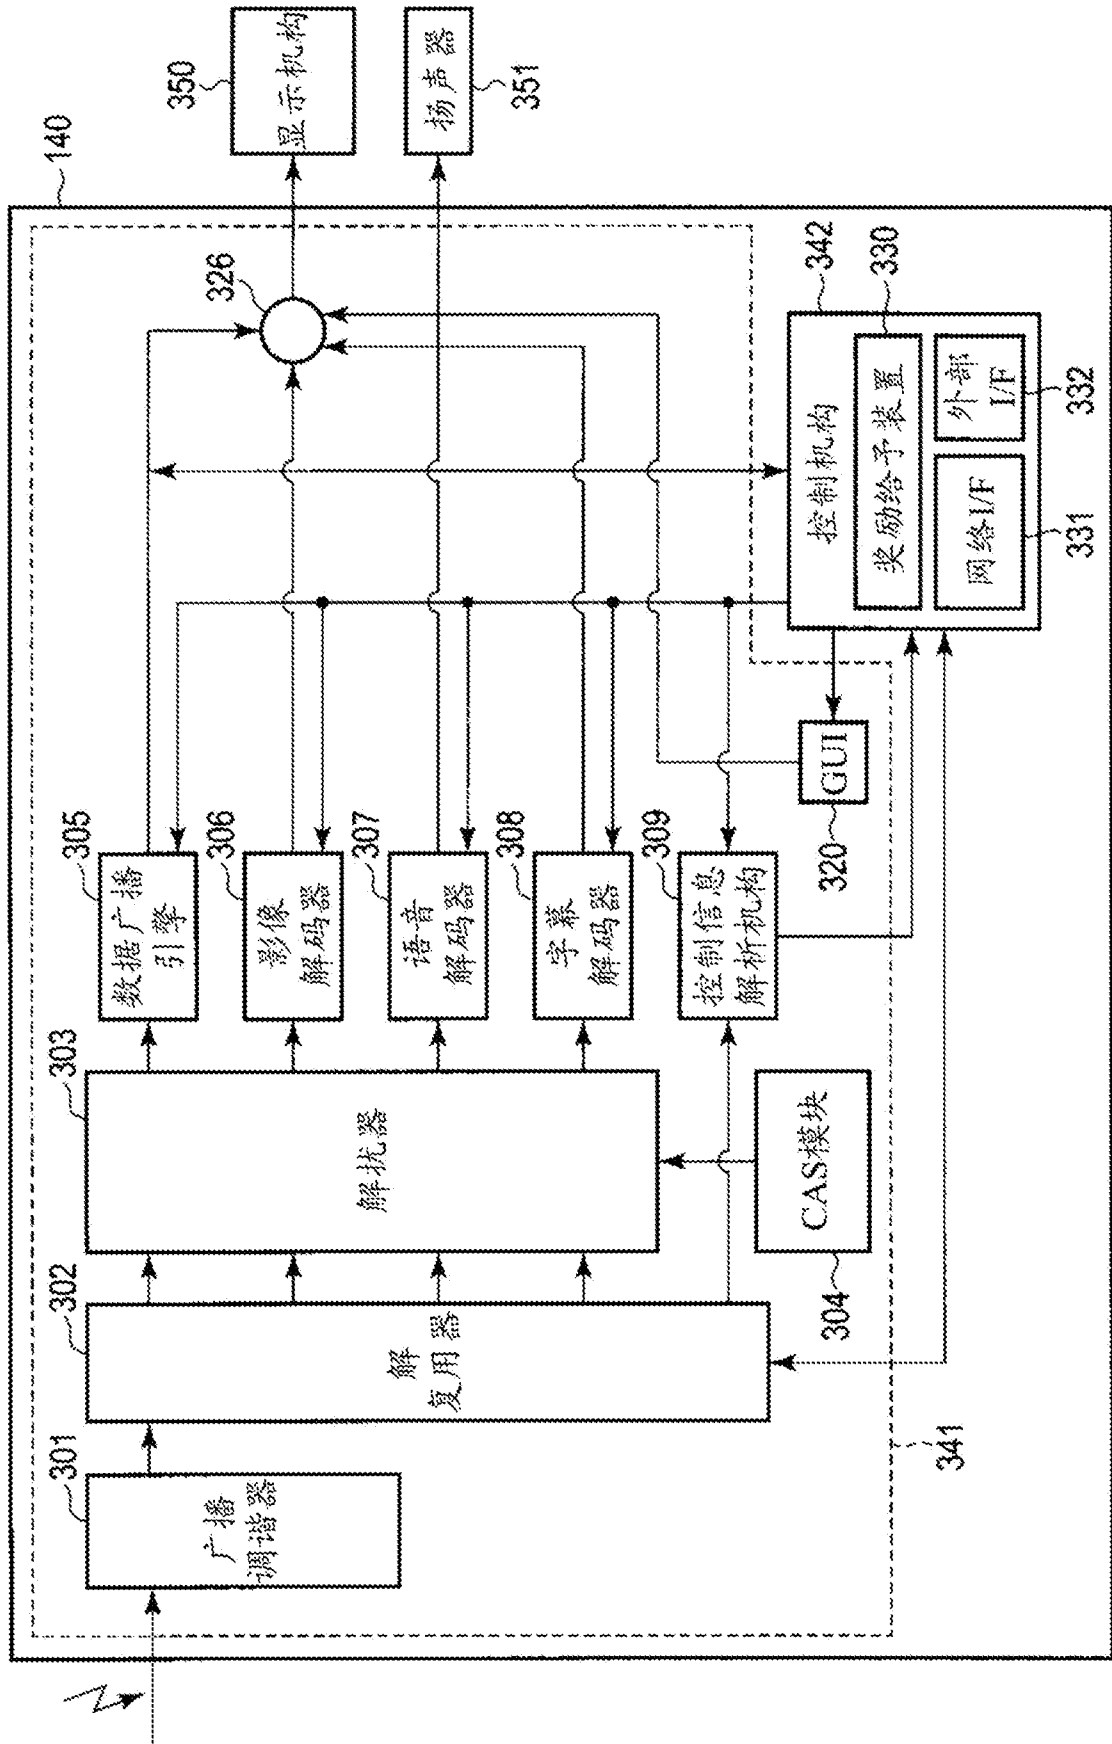 140
350
显示机构
351
扬声器
326
342
控制机构
330
奖励给予装置
网络I/F
331
外部
I/F
332
305
数据广播
引擎
306
影像
解码器
307
语音
解码器
308
字幕
解码器
309
控制信息
解析机构
GUI
320
303
解扰器
CAS模块
304
302
解
复用器
301
广播
调谐器
341